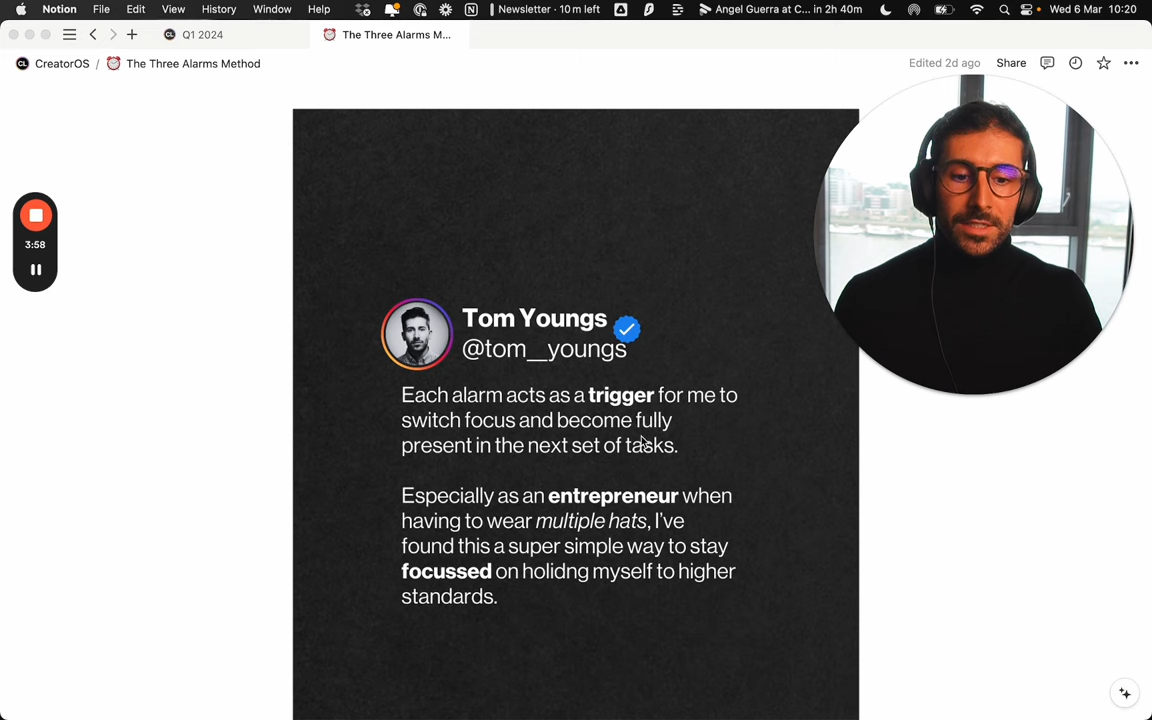 Notion File Edit View History Window Help Newsletter · 10 m left Angel Guerra at C... in 2h 40m Wed 6 Mar 10:20
Q1 2024 The Three Alarms M...
CreatorOS / The Three Alarms Method Edited 2d ago Share
3:58
Tom Youngs
@tom__youngs
Each alarm acts as a trigger for me to
switch focus and become fully
present in the next set of tasks.
Especially as an entrepreneur when
having to wear multiple hats, I've
found this a super simple way to stay
focussed on holidng myself to higher
standards.